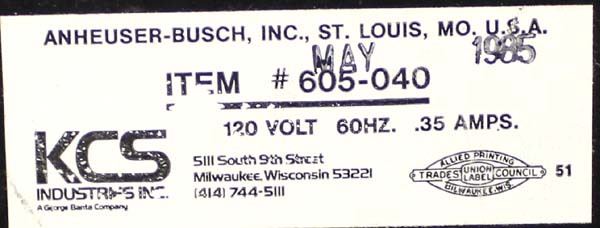 ANHEUSER-BUSCH, INC., ST. LOUIS, MO. U.S.A.
MAY 1985
ITEM # 605-040
120 VOLT 60HZ. .35 AMPS.
KCS
INDUSTRIES INC.
A George Banta Company
5111 South 9th Street
Milwaukee, Wisconsin 53221
(414) 744-5111
ALLIED PRINTING
TRADES UNION LABEL COUNCIL
MILWAUKEE, WIS.
51